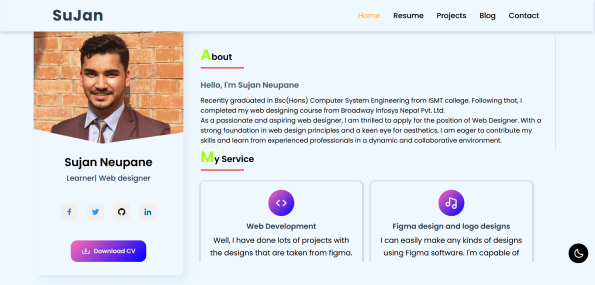 SuJan
Home Resume Projects Blog Contact
About
Hello, I'm Sujan Neupane
Recently graduated in Bsc(Hons) Computer System Engineering from ISMT college. Following that, I
completed my web designing course from Broadway Infosys Nepal Pvt. Ltd.
As a passionate and aspiring web designer, I am thrilled to apply for the position of Web Designer. With a
strong foundation in web design principles and a keen eye for aesthetics, I am eager to contribute my
skills and learn from experienced professionals in a dynamic and collaborative environment.
Sujan Neupane
Learner| Web designer
Download CV
My Service
Web Development
Well, I have done lots of projects with
the designs that are taken from figma,
Figma design and logo designs
I can easily make any kinds of designs
using Figma software. I'm capable of